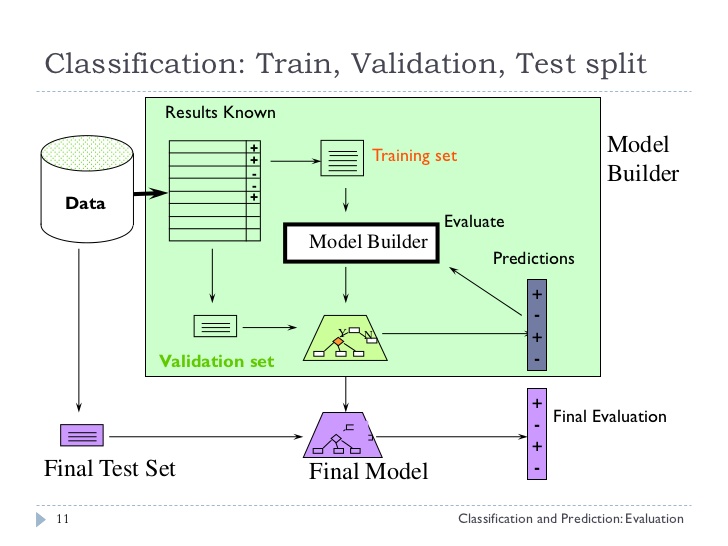 Classification: Train, Validation, Test split
Results Known
Model
Builder
+
+
-
-
+
Training set
Data
Evaluate
Model Builder
Predictions
+
-
+
-
Y
N
Validation set
+
-
+
-
Final Evaluation
Final Test Set
Final Model
11
Classification and Prediction: Evaluation